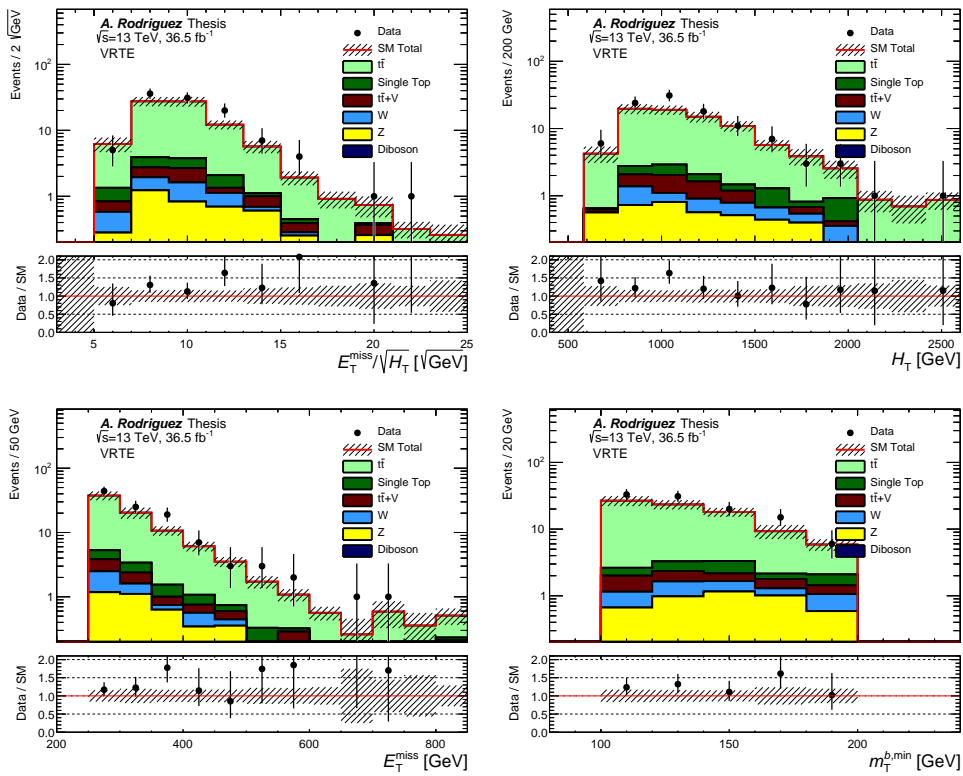 Events / 2 √GeV
A. Rodriguez Thesis
√s=13 TeV, 36.5 fb⁻¹
VRTE
Data
SM Total
tt̄
Single Top
tt̄+V
W
Z
Diboson
10²
10
1
Data / SM
2.0
1.5
1.0
0.5
0.0
5 10 15 20 25
E_T^miss/√H_T [√GeV]
Events / 200 GeV
A. Rodriguez Thesis
√s=13 TeV, 36.5 fb⁻¹
VRTE
Data
SM Total
tt̄
Single Top
tt̄+V
W
Z
Diboson
10²
10
1
Data / SM
2.0
1.5
1.0
0.5
0.0
500 1000 1500 2000 2500
H_T [GeV]
Events / 50 GeV
A. Rodriguez Thesis
√s=13 TeV, 36.5 fb⁻¹
VRTE
Data
SM Total
tt̄
Single Top
tt̄+V
W
Z
Diboson
10²
10
1
Data / SM
2.0
1.5
1.0
0.5
0.0
200 400 600 800
E_T^miss [GeV]
Events / 20 GeV
A. Rodriguez Thesis
√s=13 TeV, 36.5 fb⁻¹
VRTE
Data
SM Total
tt̄
Single Top
tt̄+V
W
Z
Diboson
10²
10
1
Data / SM
2.0
1.5
1.0
0.5
0.0
100 150 200
m_T^b,min [GeV]